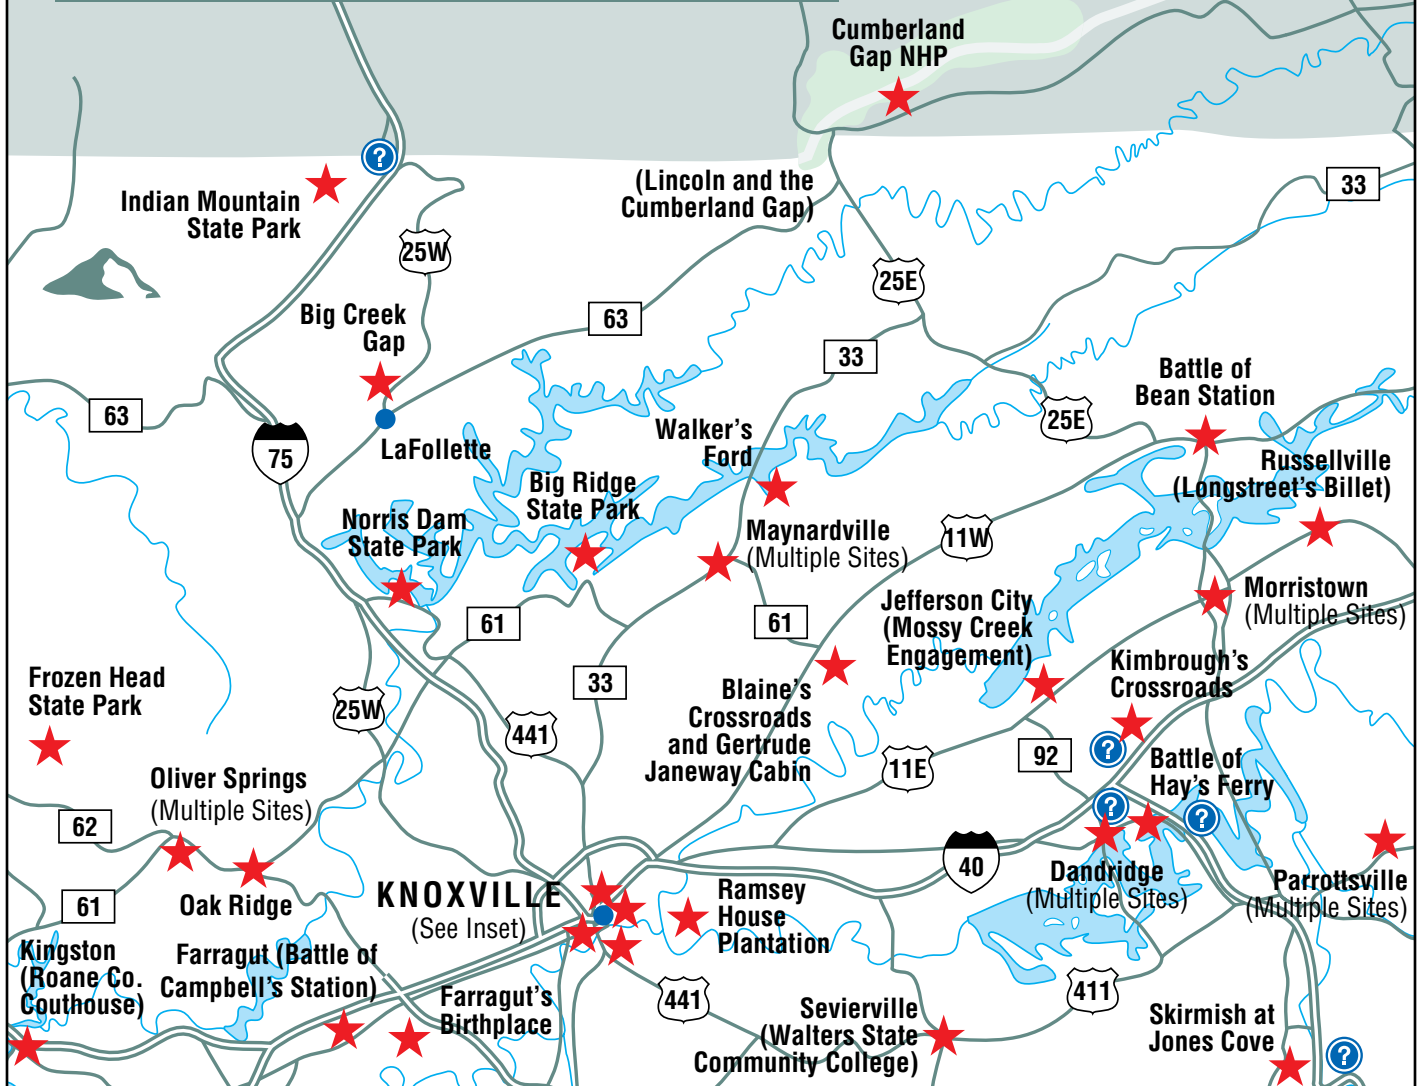 Cumberland
Gap NHP
?
Indian Mountain
State Park
(Lincoln and the
Cumberland Gap)
33
25W
25E
Big Creek
Gap
63
33
63
LaFollette
75
Walker's
Ford
25E
Battle of
Bean Station
Russellville
(Longstreet's Billet)
Big Ridge
State Park
Norris Dam
State Park
Maynardville
(Multiple Sites)
11W
61
61
Jefferson City
(Mossy Creek
Engagement)
Morristown
(Multiple Sites)
Frozen Head
State Park
25W
33
441
Blaine's
Crossroads
and Gertrude
Janeway Cabin
Kimbrough's
Crossroads
11E
92
?
Battle of
Hay's Ferry
Oliver Springs
(Multiple Sites)
62
?
?
40
Dandridge
(Multiple Sites)
Parrottsville
(Multiple Sites)
61
Oak Ridge
KNOXVILLE
(See Inset)
Ramsey
House
Plantation
Kingston
(Roane Co.
Couthouse)
Farragut (Battle of
Campbell's Station)
Farragut's
Birthplace
441
411
Sevierville
(Walters State
Community College)
Skirmish at
Jones Cove
?